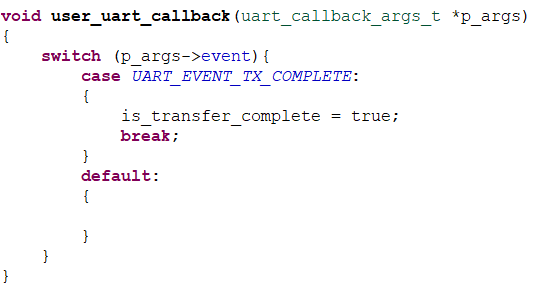 void user_uart_callback(uart_callback_args_t *p_args)
{
    switch (p_args->event){
        case UART_EVENT_TX_COMPLETE:
        {
            is_transfer_complete = true;
            break;
        }
        default:
        {
        }
    }
}